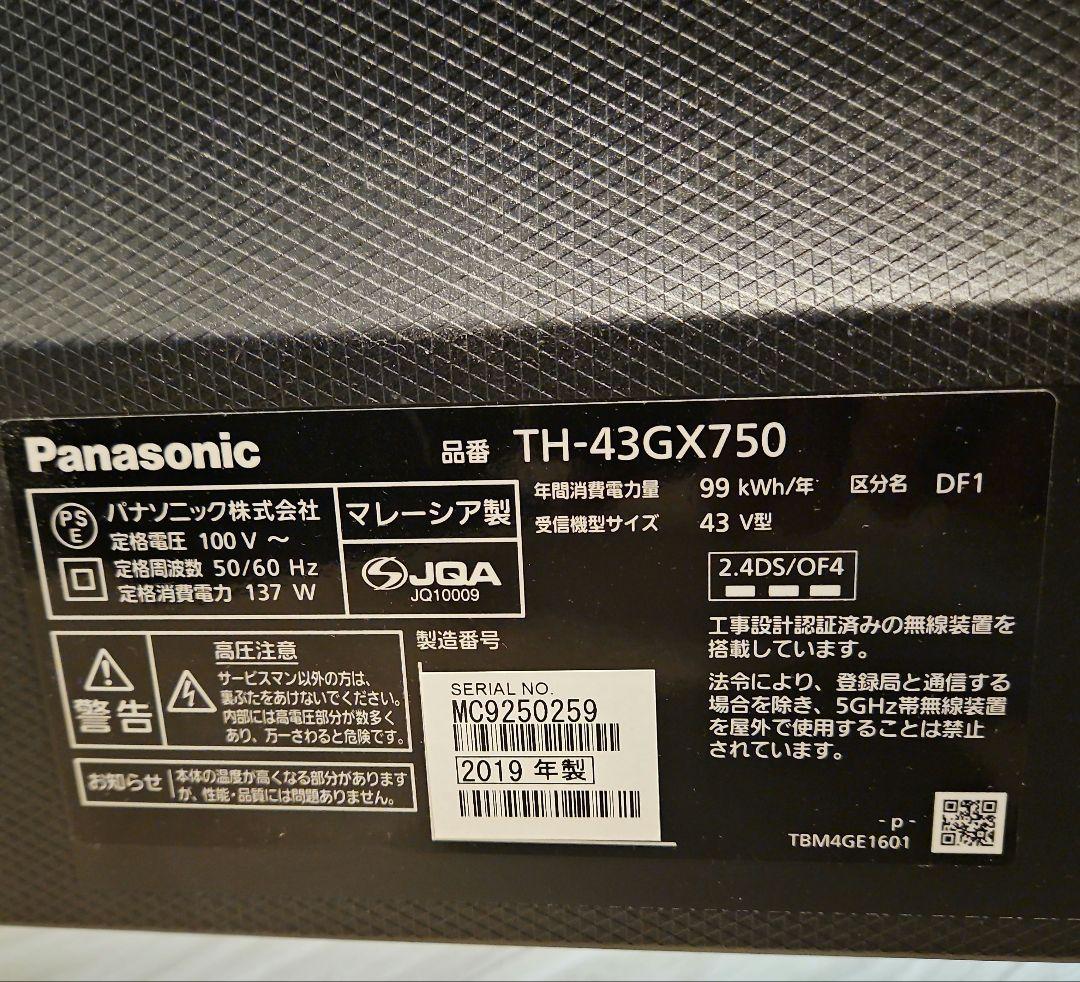 Panasonic
品番 TH-43GX750
年間消費電力量 99 kWh/年 区分名 DF1
受信機型サイズ 43 V型
PS
E
パナソニック株式会社
定格電圧 100 V ～
定格周波数 50/60 Hz
定格消費電力 137 W
マレーシア製
JQA
JQ10009
2.4DS/OF4
工事設計認証済みの無線装置を
搭載しています。
法令により、登録局と通信する
場合を除き、5GHz帯無線装置
を屋外で使用することは禁止
されています。
警告
高圧注意
サービスマン以外の方は、
裏ぶたをあけないでください。
内部には高電圧部分が数多く
あり、万一さわると危険です。
お知らせ
本体の温度が高くなる部分があります
が、性能・品質には問題ありません。
製造番号
SERIAL NO.
MC9250259
2019 年製
- p -
TBM4GE1601